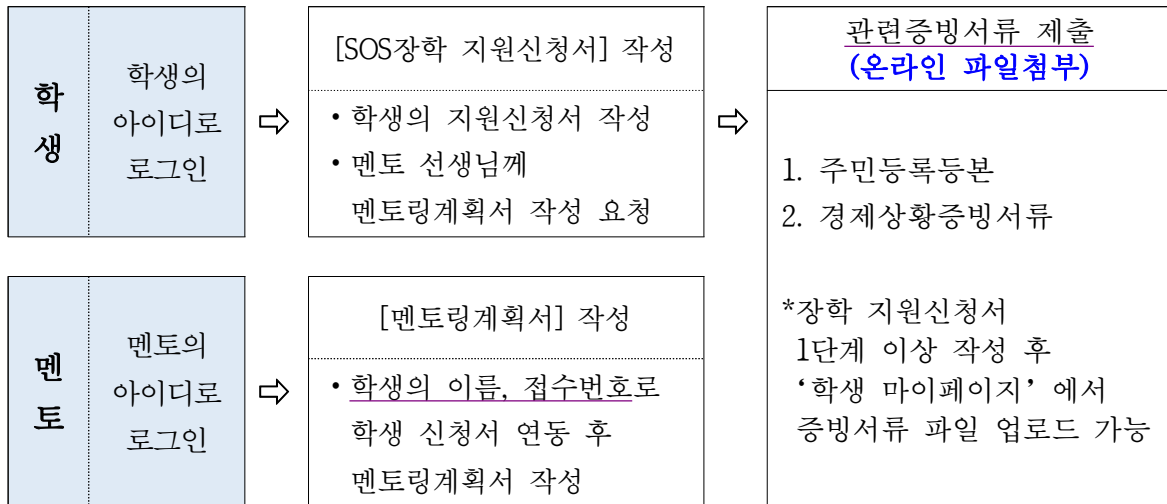 학생
학생의
아이디로
로그인
⇨
[SOS장학 지원신청서] 작성
• 학생의 지원신청서 작성
• 멘토 선생님께
멘토링계획서 작성 요청
⇨
관련증빙서류 제출
(온라인 파일첨부)
1. 주민등록등본
2. 경제상황증빙서류
*장학 지원신청서
1단계 이상 작성 후
‘학생 마이페이지’ 에서
증빙서류 파일 업로드 가능
멘토
멘토의
아이디로
로그인
⇨
[멘토링계획서] 작성
• 학생의 이름, 접수번호로
학생 신청서 연동 후
멘토링계획서 작성